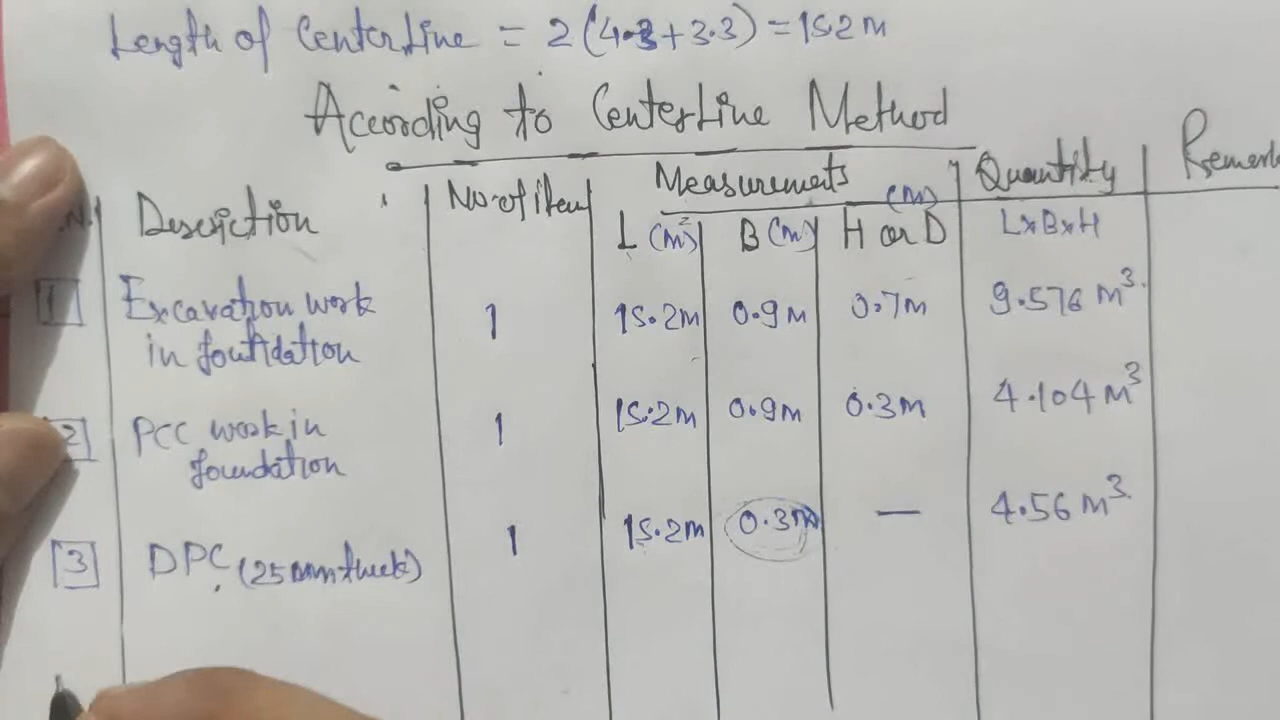 Length of Centerline = 2(4.3+3.3) = 15.2m
According to Centerline Method
Description No of item Measurements (m) Quantity Remark
L (m) B (m) H or D L×B×H
1 Excavation work in foundation 1 15.2m 0.9m 0.7m 9.576 m³
2 PCC work in foundation 1 15.2m 0.9m 0.3m 4.104 m³
3 DPC (25mm thick) 1 15.2m 0.3m — 4.56 m³